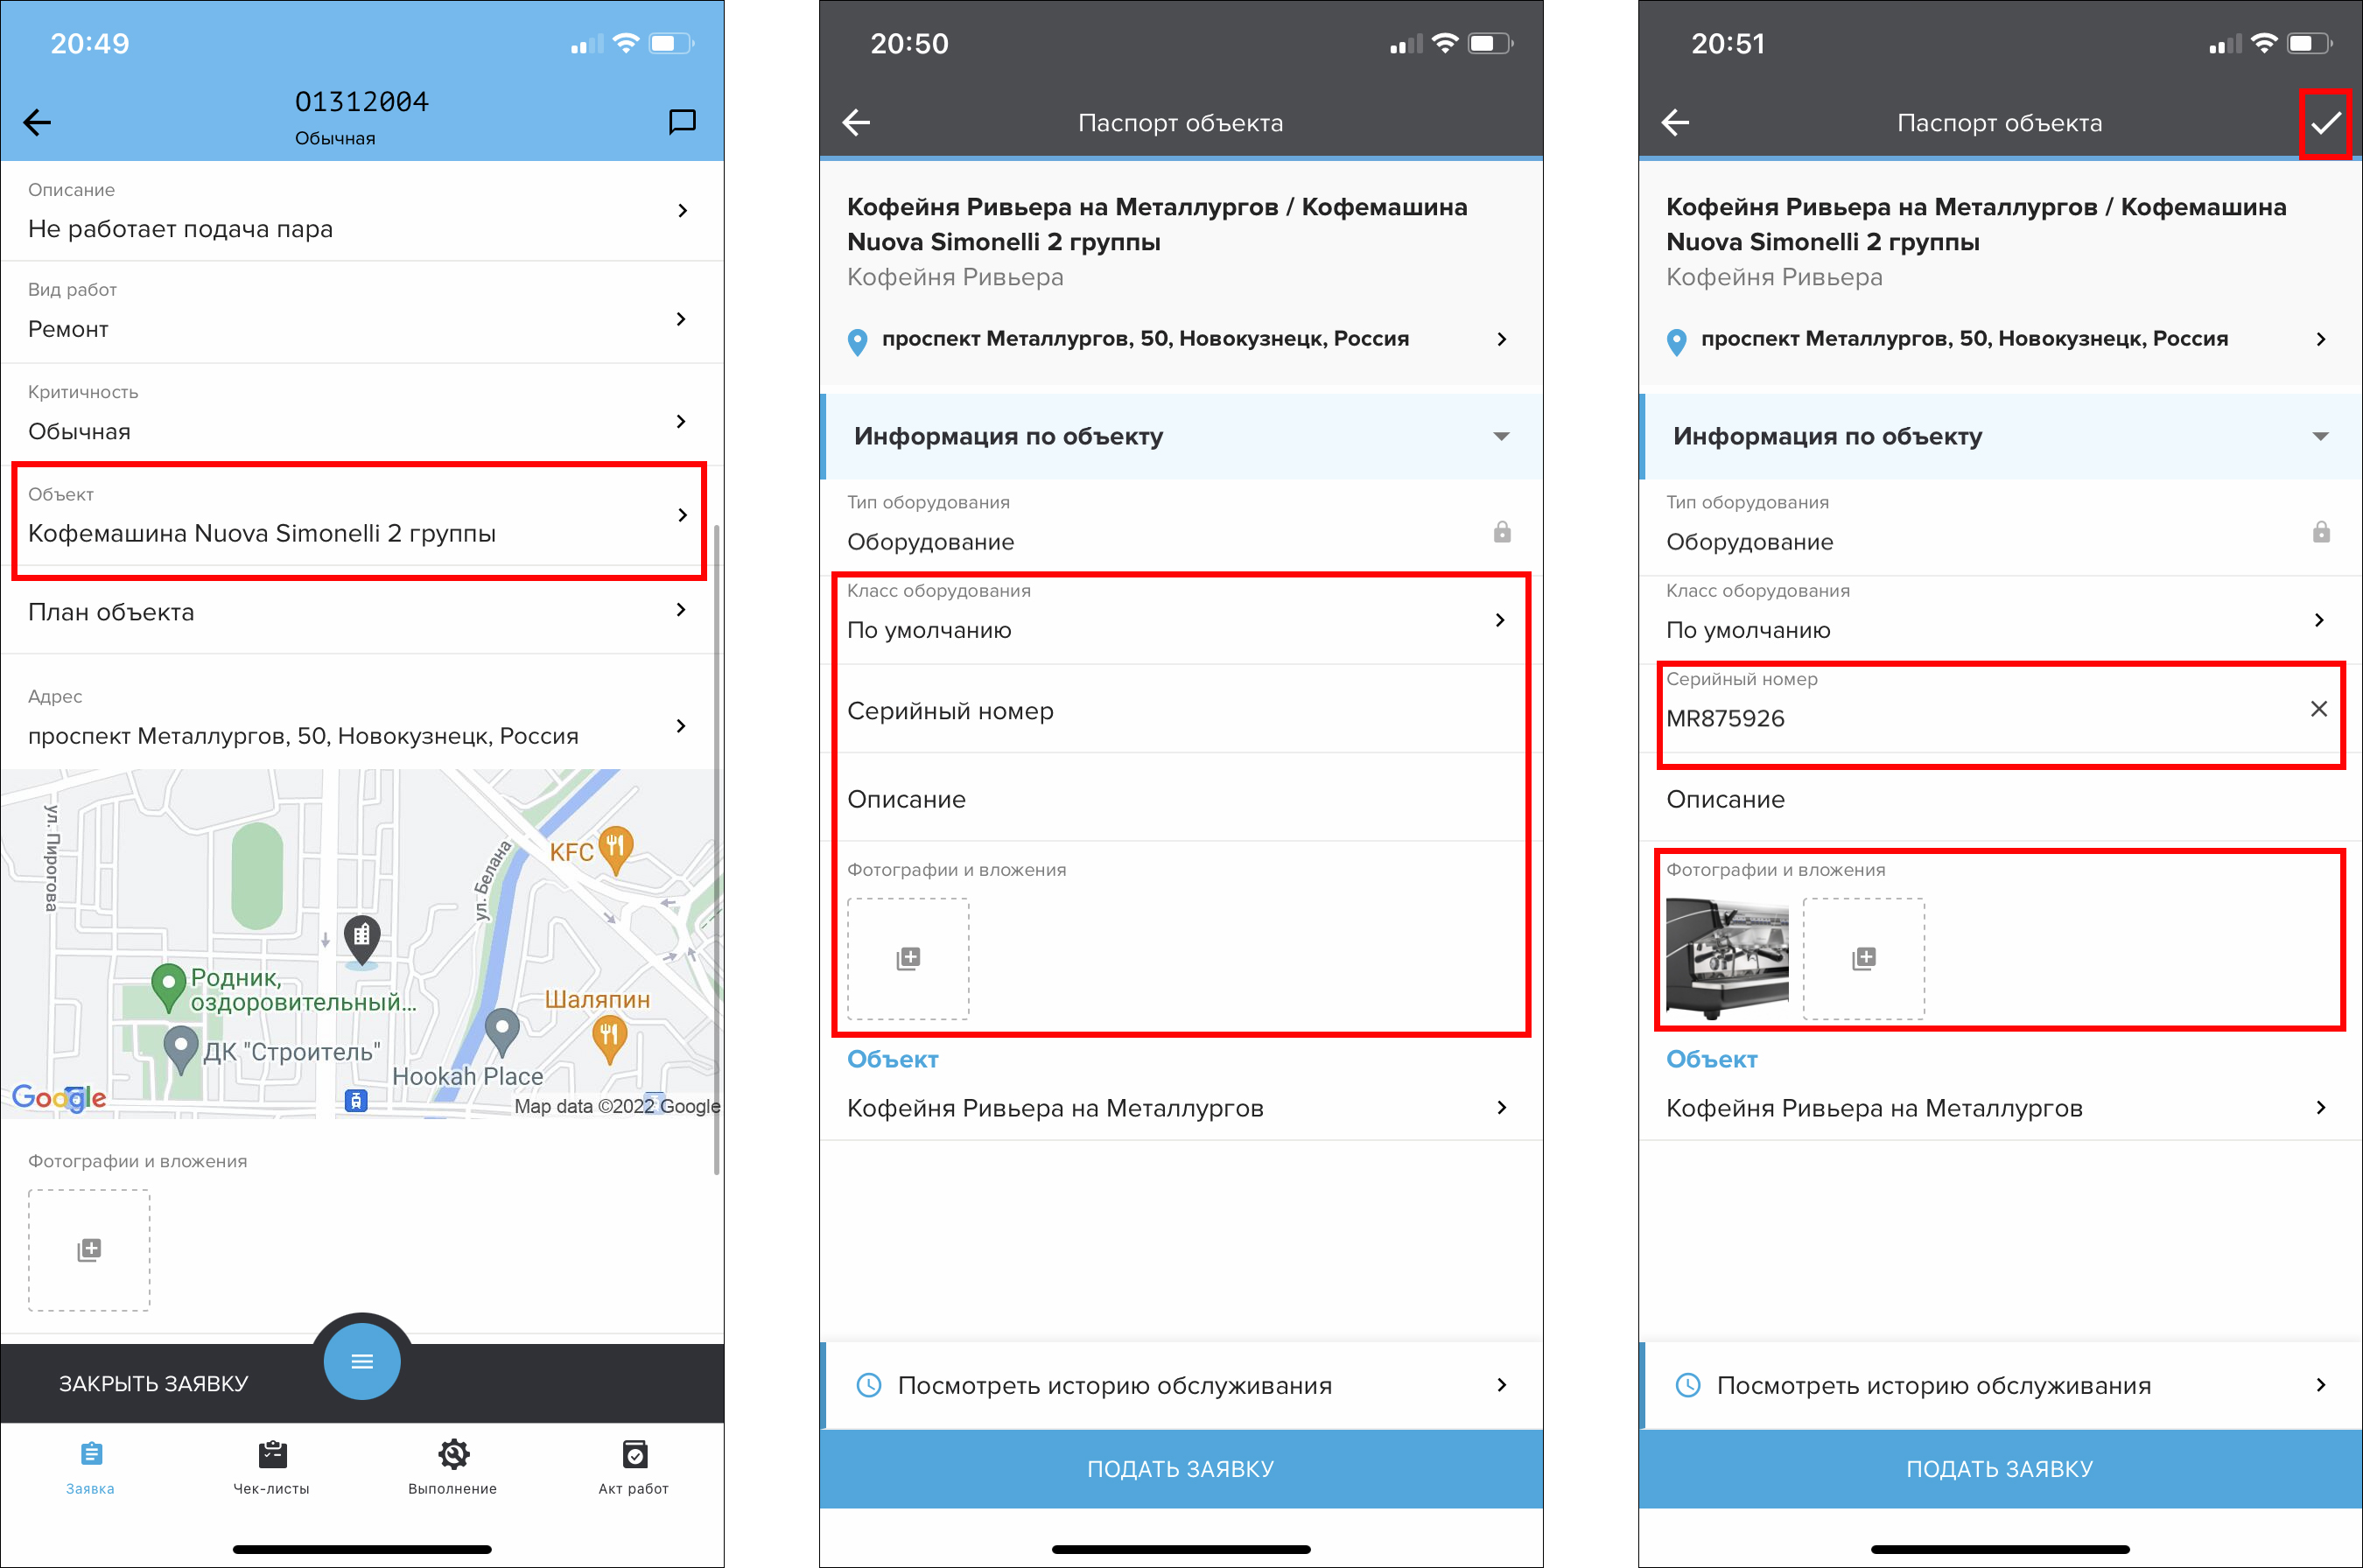 20:49
O1312004
Обычная
Описание
Не работает подача пара
Вид работ
Ремонт
Критичность
Обычная
Объект
Кофемашина Nuova Simonelli 2 группы
План объекта
Адрес
проспект Металлургов, 50, Новокузнецк, Россия
ул. Пирогова
ул. Белана
KFC
Родник,
оздоровительный...
Шаляпин
ДК "Строитель"
Hookah Place
Google
Map data ©2022 Google
Фотографии и вложения
ЗАКРЫТЬ ЗАЯВКУ
Заявка
Чек-листы
Выполнение
Акт работ
20:50
Паспорт объекта
Кофейня Ривьера на Металлургов / Кофемашина
Nuova Simonelli 2 группы
Кофейня Ривьера
проспект Металлургов, 50, Новокузнецк, Россия
Информация по объекту
Тип оборудования
Оборудование
Класс оборудования
По умолчанию
Серийный номер
Описание
Фотографии и вложения
Объект
Кофейня Ривьера на Металлургов
Посмотреть историю обслуживания
ПОДАТЬ ЗАЯВКУ
20:51
Паспорт объекта
Кофейня Ривьера на Металлургов / Кофемашина
Nuova Simonelli 2 группы
Кофейня Ривьера
проспект Металлургов, 50, Новокузнецк, Россия
Информация по объекту
Тип оборудования
Оборудование
Класс оборудования
По умолчанию
Серийный номер
MR875926
Описание
Фотографии и вложения
Объект
Кофейня Ривьера на Металлургов
Посмотреть историю обслуживания
ПОДАТЬ ЗАЯВКУ